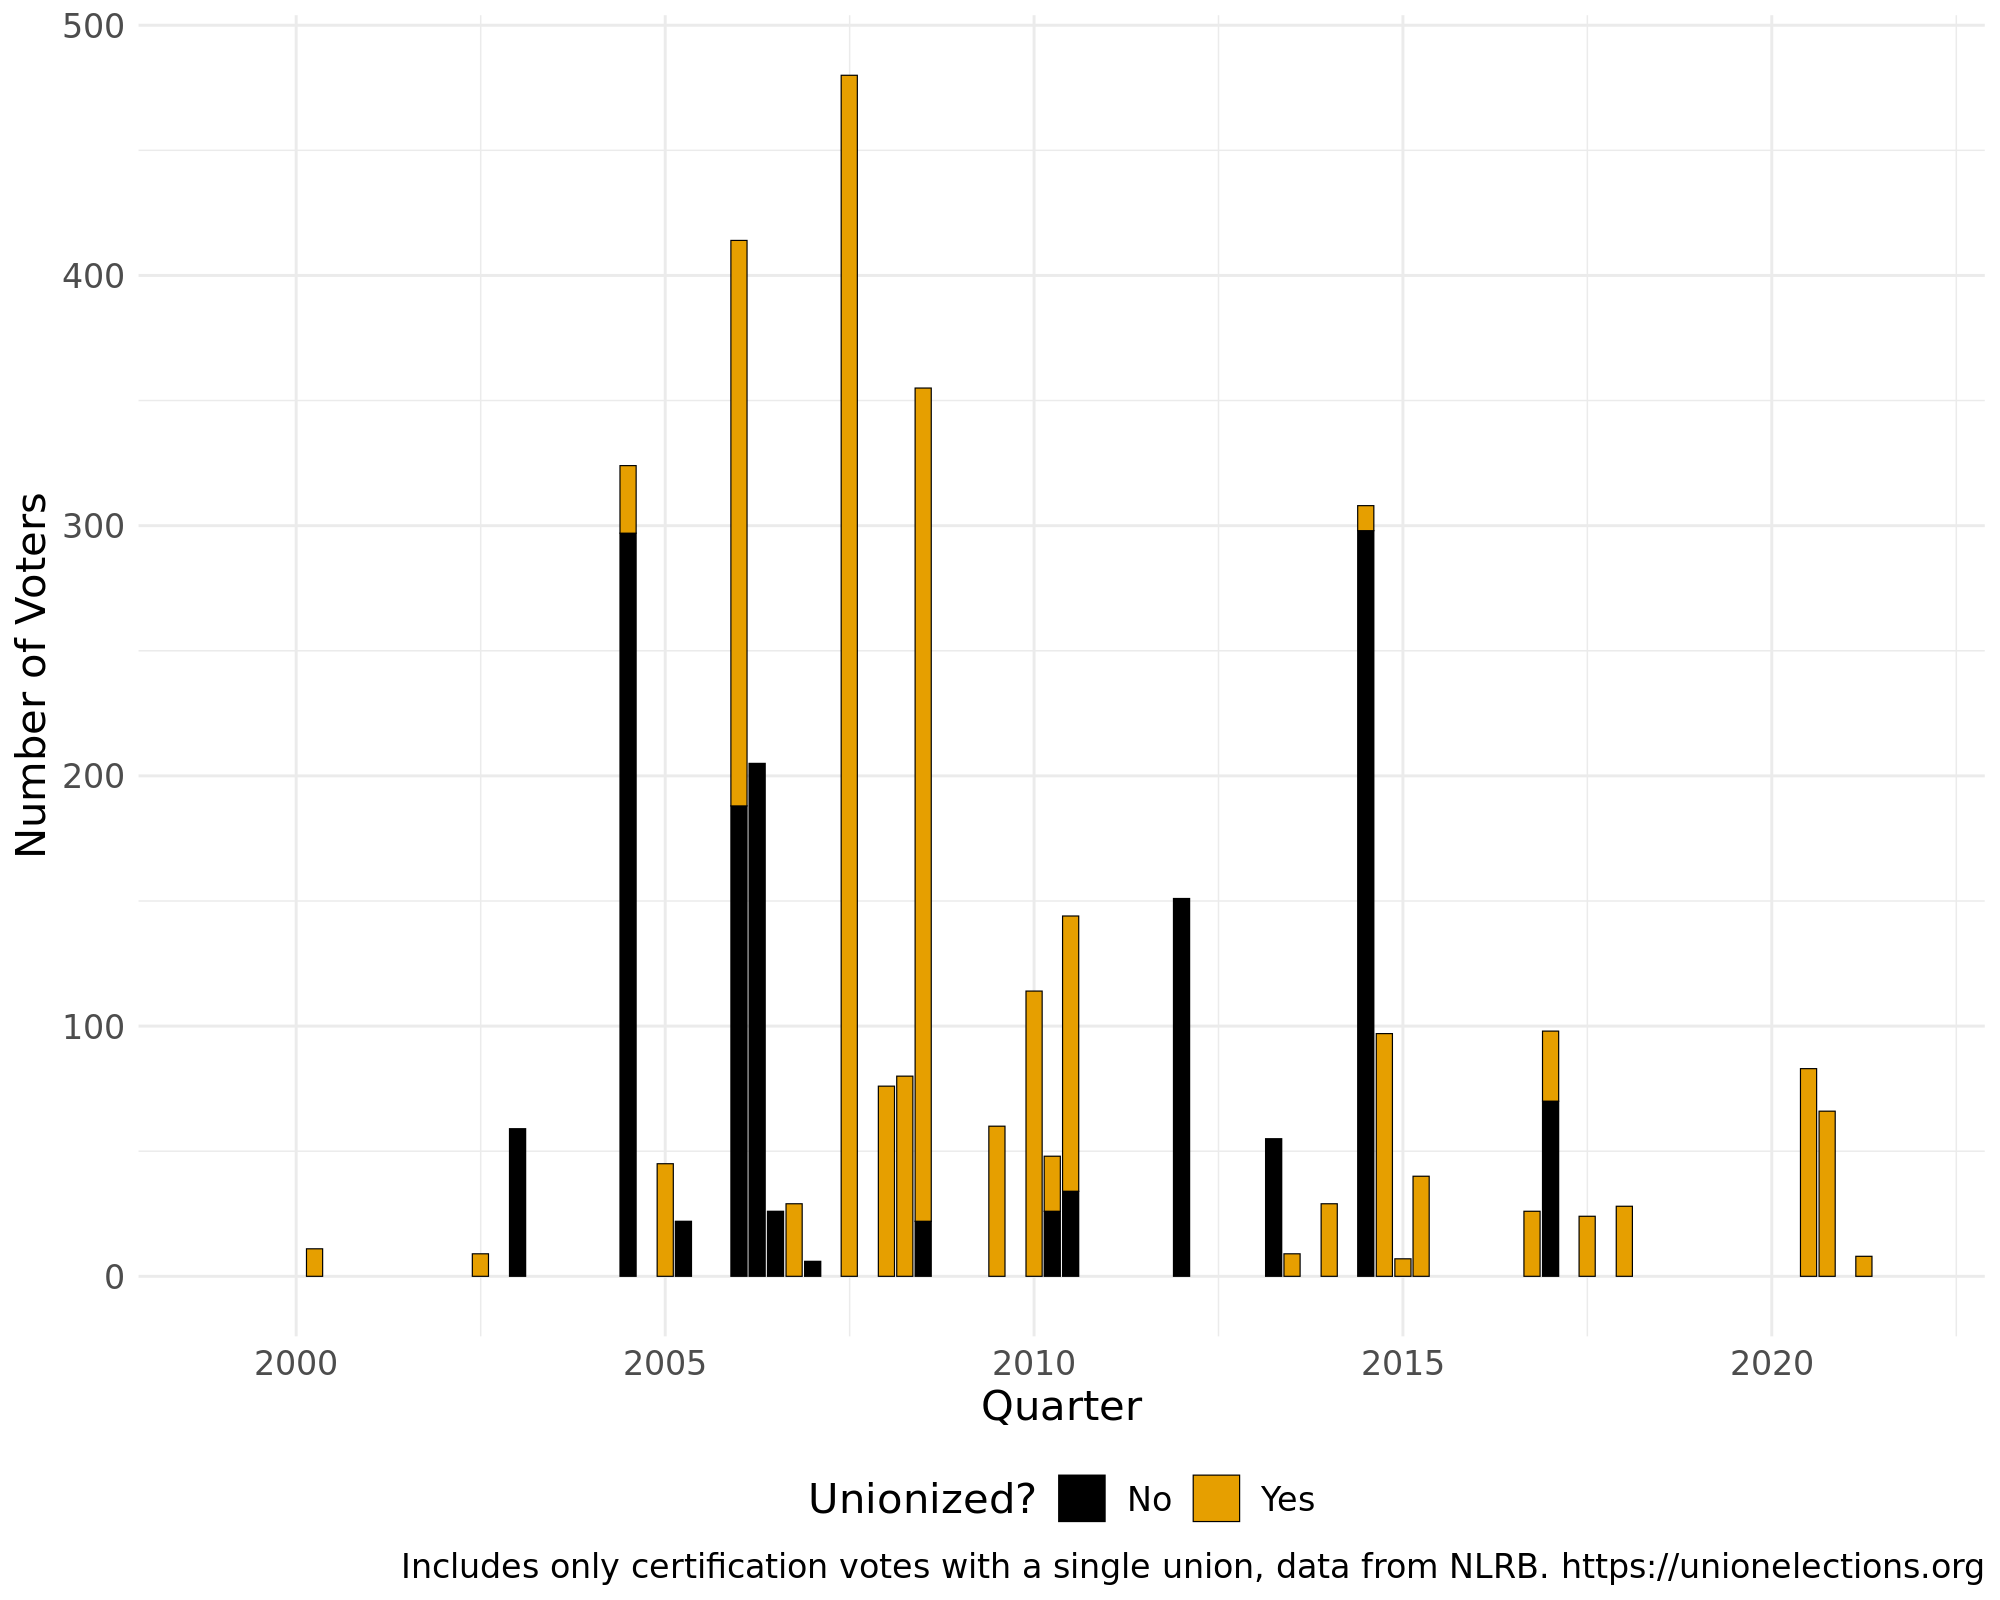 500
400
300
200
100
0
Number of Voters
2000 2005 2010 2015 2020
Quarter
Unionized? No Yes
Includes only certification votes with a single union, data from NLRB. https://unionelections.org